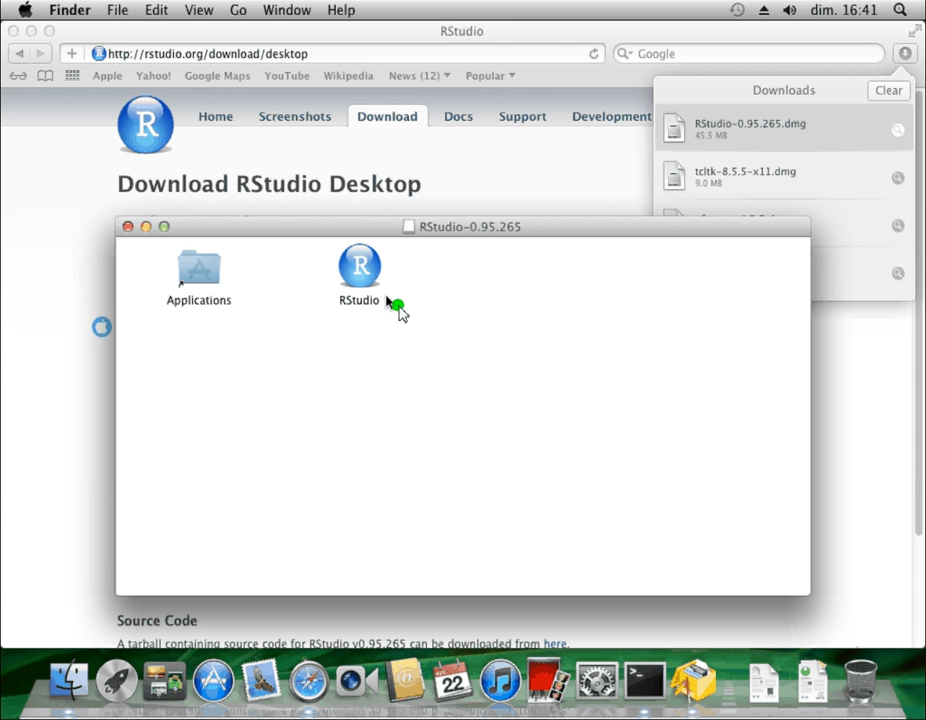 Finder File Edit View Go Window Help dim. 16:41
RStudio
http://rstudio.org/download/desktop Google
Apple Yahoo! Google Maps YouTube Wikipedia News (12) Popular
Downloads Clear
RStudio-0.95.265.dmg
45.5 MB
tcltk-8.5.5-x11.dmg
9.0 MB
R Home Screenshots Download Docs Support Development
Download RStudio Desktop
RStudio-0.95.265
R
Applications RStudio
Source Code
A tarball containing source code for RStudio v0.95.265 can be downloaded from here.
22